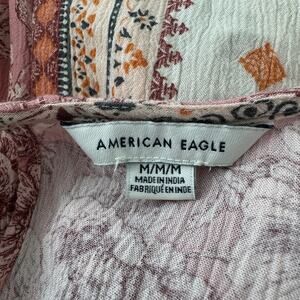 AMERICAN EAGLE
M/M/M
MADE IN INDIA
FABRIQUÉ EN INDE